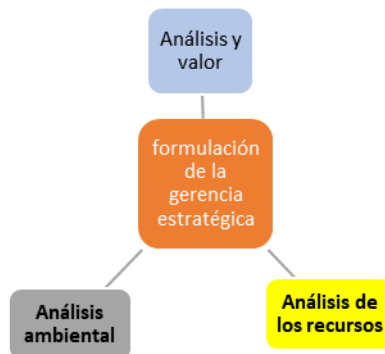 Análisis y
valor
formulación
de la
gerencia
estratégica
Análisis
ambiental
Análisis de
los recursos